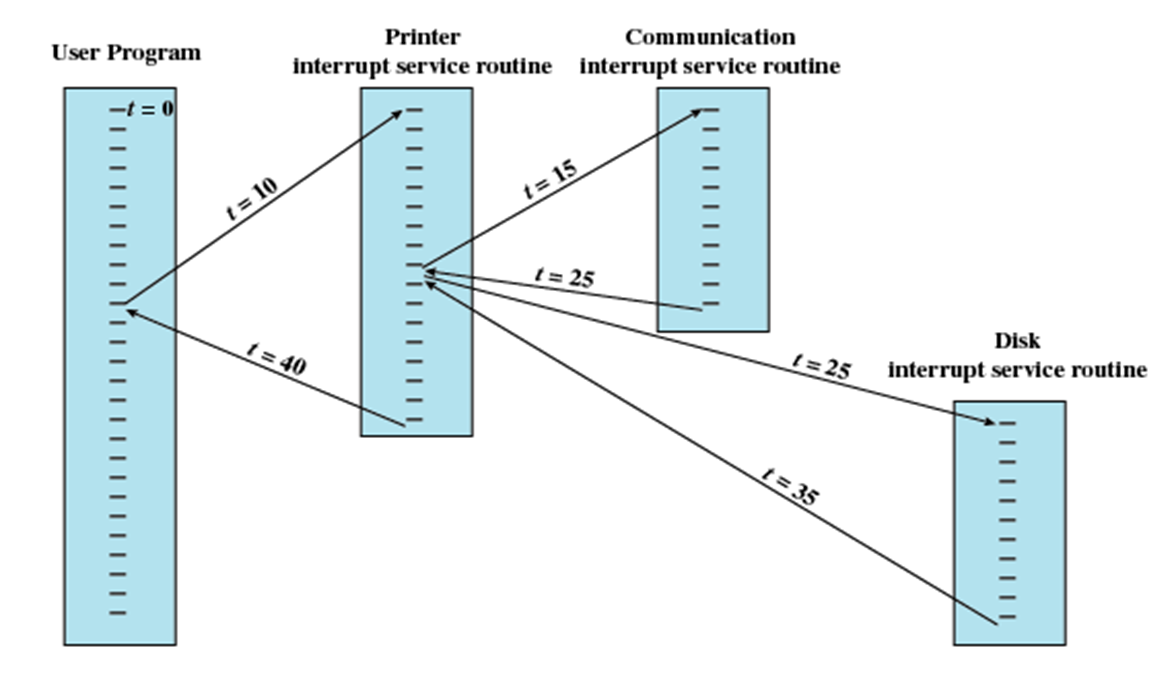 User Program
Printer
interrupt service routine
Communication
interrupt service routine
t = 0
t = 10
t = 15
t = 25
t = 40
t = 25
Disk
interrupt service routine
t = 35